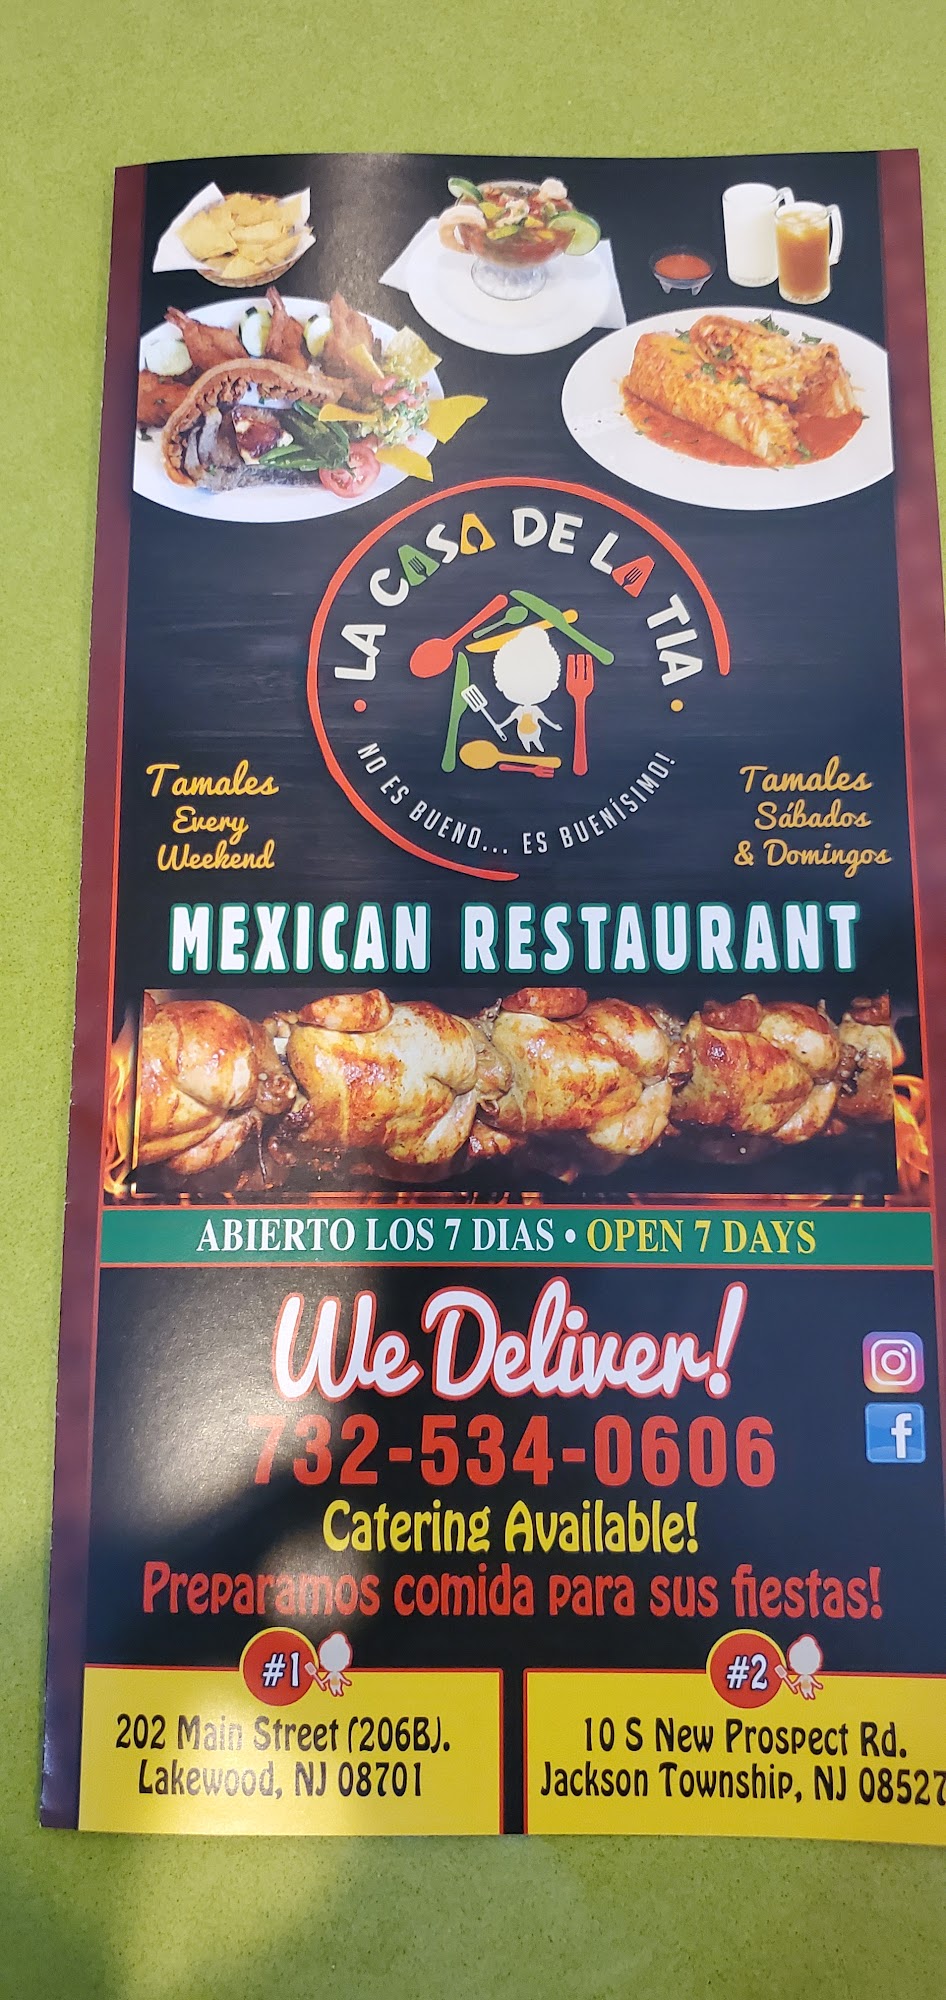 LA CASA DE LA TIA
NO ES BUENO... ES BUENÍSIMO!
Tamales
Every
Weekend
Tamales
Sábados
& Domingos
MEXICAN RESTAURANT
ABIERTO LOS 7 DIAS • OPEN 7 DAYS
We Deliver!
732-534-0606
Catering Available!
Preparamos comida para sus fiestas!
#1
202 Main Street (206B).
Lakewood, NJ 08701
#2
10 S New Prospect Rd.
Jackson Township, NJ 08527